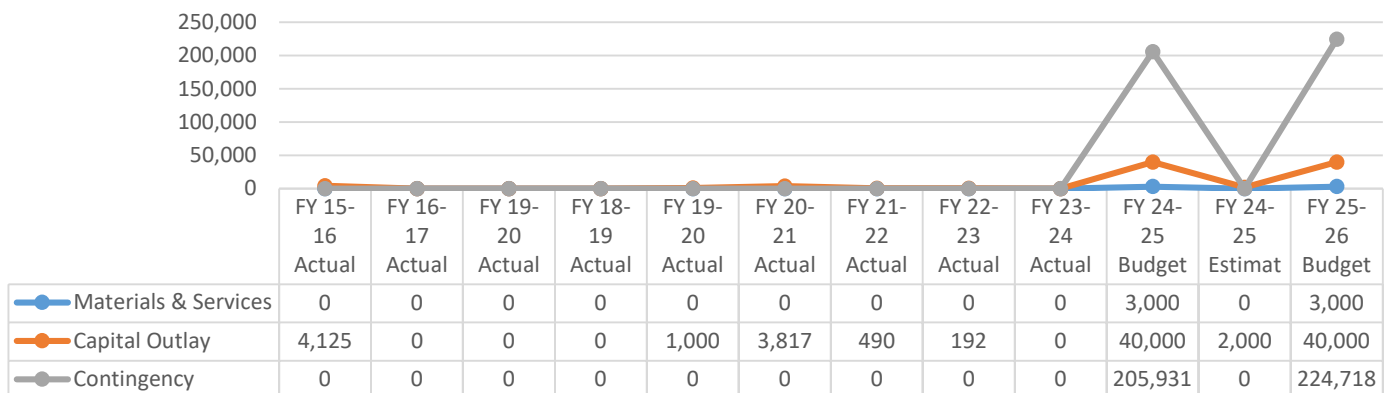 250,000
200,000
150,000
100,000
50,000
0
FY 15-16 Actual FY 16-17 Actual FY 19-20 Actual FY 18-19 Actual FY 19-20 Actual FY 20-21 Actual FY 21-22 Actual FY 22-23 Actual FY 23-24 Actual FY 24-25 Budget FY 24-25 Estimat FY 25-26 Budget
Materials & Services 0 0 0 0 0 0 0 0 0 3,000 0 3,000
Capital Outlay 4,125 0 0 0 1,000 3,817 490 192 0 40,000 2,000 40,000
Contingency 0 0 0 0 0 0 0 0 0 205,931 0 224,718